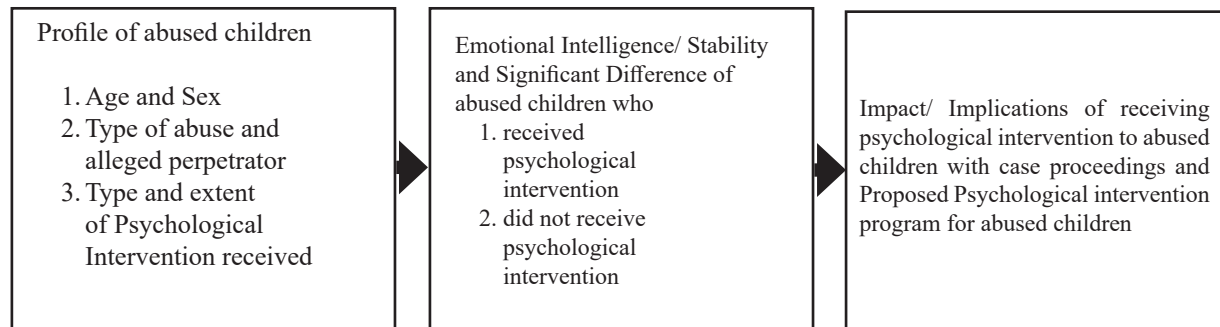 Profile of abused children
1. Age and Sex
2. Type of abuse and
alleged perpetrator
3. Type and extent
of Psychological
Intervention received
Emotional Intelligence/ Stability
and Significant Difference of
abused children who
1. received
psychological
intervention
2. did not receive
psychological
intervention
Impact/ Implications of receiving
psychological intervention to abused
children with case proceedings and
Proposed Psychological intervention
program for abused children